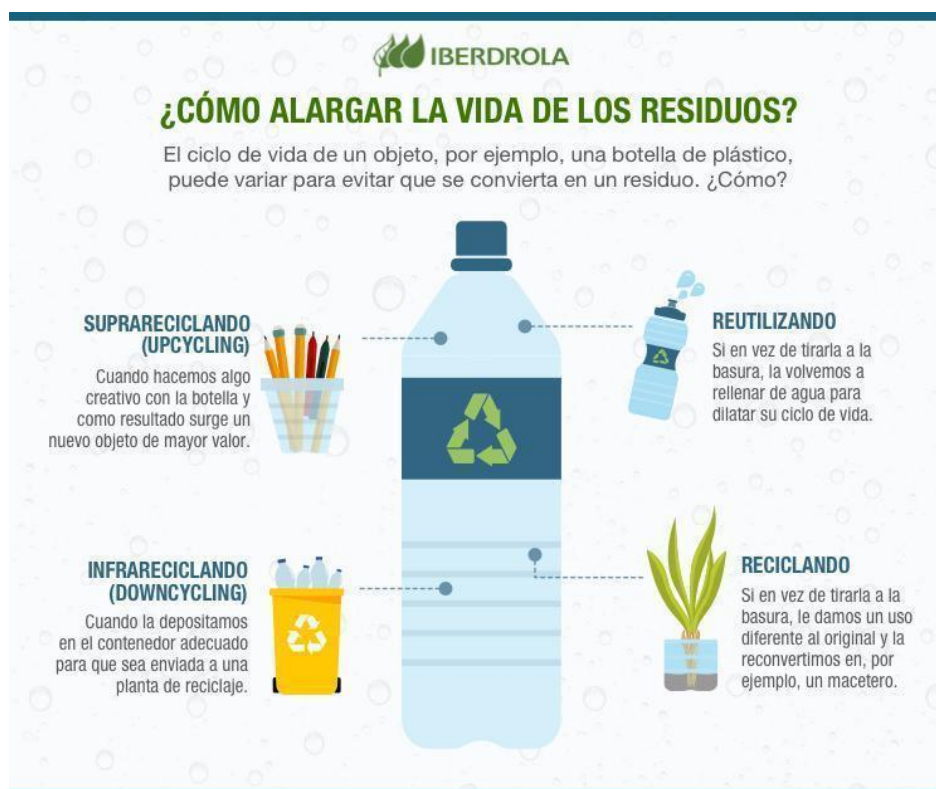 IBERDROLA
¿CÓMO ALARGAR LA VIDA DE LOS RESIDUOS?
El ciclo de vida de un objeto, por ejemplo, una botella de plástico,
puede variar para evitar que se convierta en un residuo. ¿Cómo?
SUPRARECICLANDO
(UPCYCLING)
Cuando hacemos algo
creativo con la botella y
como resultado surge un
nuevo objeto de mayor valor.
REUTILIZANDO
Si en vez de tirarla a la
basura, la volvemos a
rellenar de agua para
dilatar su ciclo de vida.
INFRARECICLANDO
(DOWNCYCLING)
Cuando la depositamos
en el contenedor adecuado
para que sea enviada a una
planta de reciclaje.
RECICLANDO
Si en vez de tirarla a la
basura, le damos un uso
diferente al original y la
reconvertimos en, por
ejemplo, un macetero.